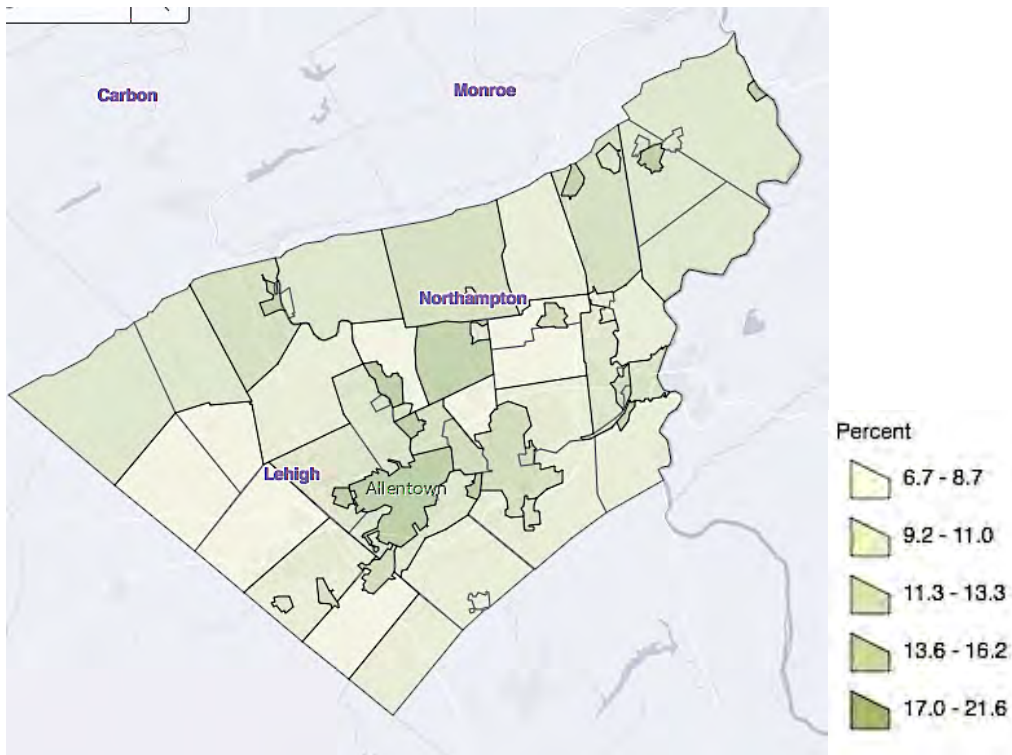 Carbon
Monroe
Northampton
Lehigh
Allentown
Percent
6.7 - 8.7
9.2 - 11.0
11.3 - 13.3
13.6 - 16.2
17.0 - 21.6